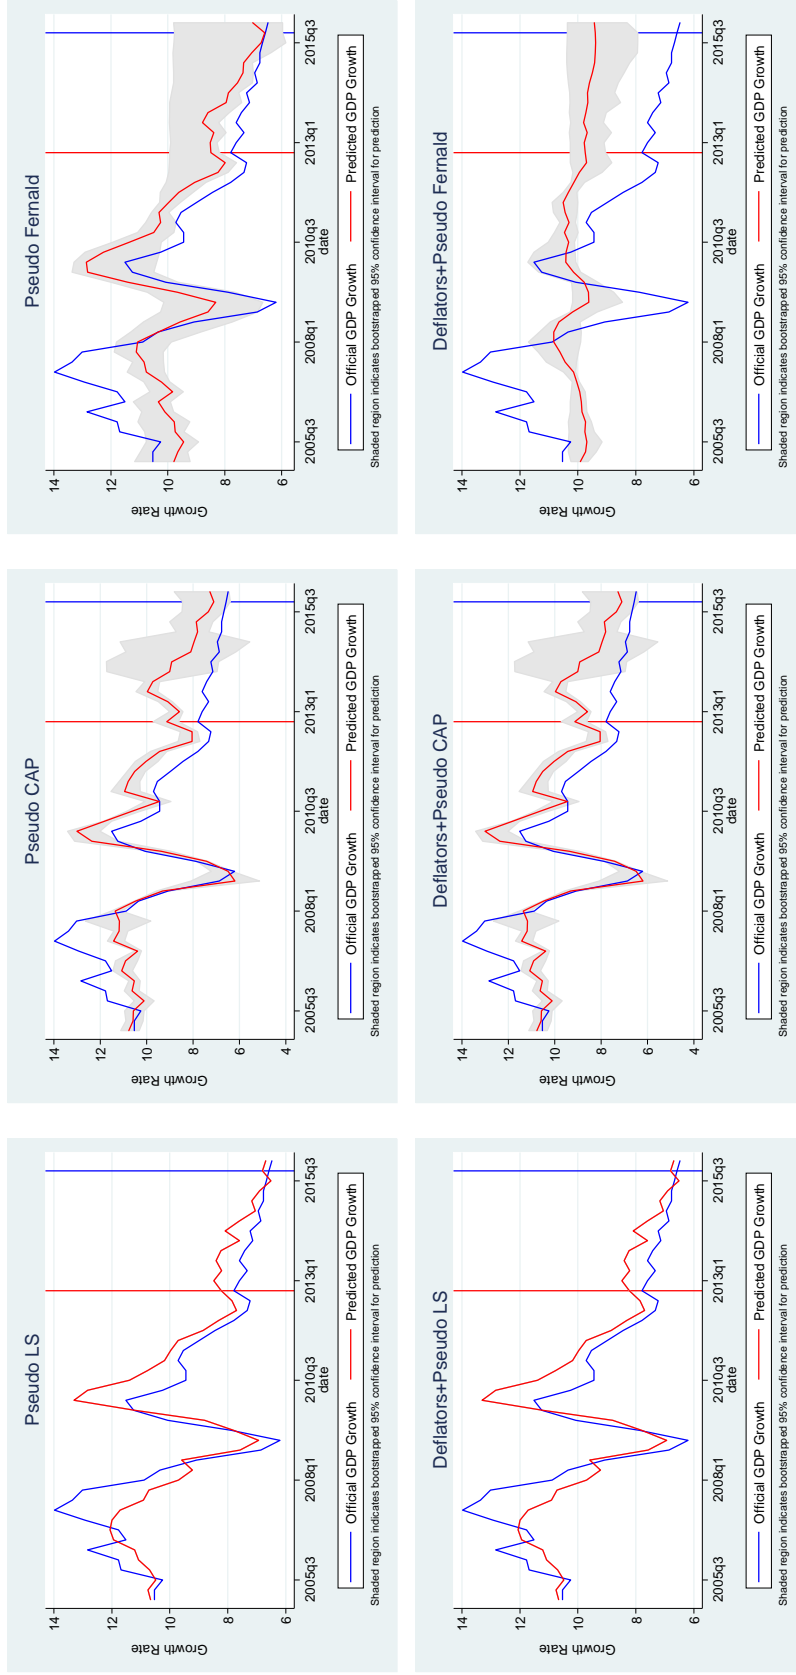 Pseudo LS
14
12
10
8
6
Growth Rate
2005q3 2008q1 2010q3 2013q1 2015q3
date
Official GDP Growth Predicted GDP Growth
Shaded region indicates bootstrapped 95% confidence interval for prediction
Pseudo CAP
14
12
10
8
6
4
Growth Rate
2005q3 2008q1 2010q3 2013q1 2015q3
date
Official GDP Growth Predicted GDP Growth
Shaded region indicates bootstrapped 95% confidence interval for prediction
Pseudo Fernald
14
12
10
8
6
Growth Rate
2005q3 2008q1 2010q3 2013q1 2015q3
date
Official GDP Growth Predicted GDP Growth
Shaded region indicates bootstrapped 95% confidence interval for prediction
Deflators+Pseudo LS
14
12
10
8
6
Growth Rate
2005q3 2008q1 2010q3 2013q1 2015q3
date
Official GDP Growth Predicted GDP Growth
Shaded region indicates bootstrapped 95% confidence interval for prediction
Deflators+Pseudo CAP
14
12
10
8
6
4
Growth Rate
2005q3 2008q1 2010q3 2013q1 2015q3
date
Official GDP Growth Predicted GDP Growth
Shaded region indicates bootstrapped 95% confidence interval for prediction
Deflators+Pseudo Fernald
14
12
10
8
6
Growth Rate
2005q3 2008q1 2010q3 2013q1 2015q3
date
Official GDP Growth Predicted GDP Growth
Shaded region indicates bootstrapped 95% confidence interval for prediction